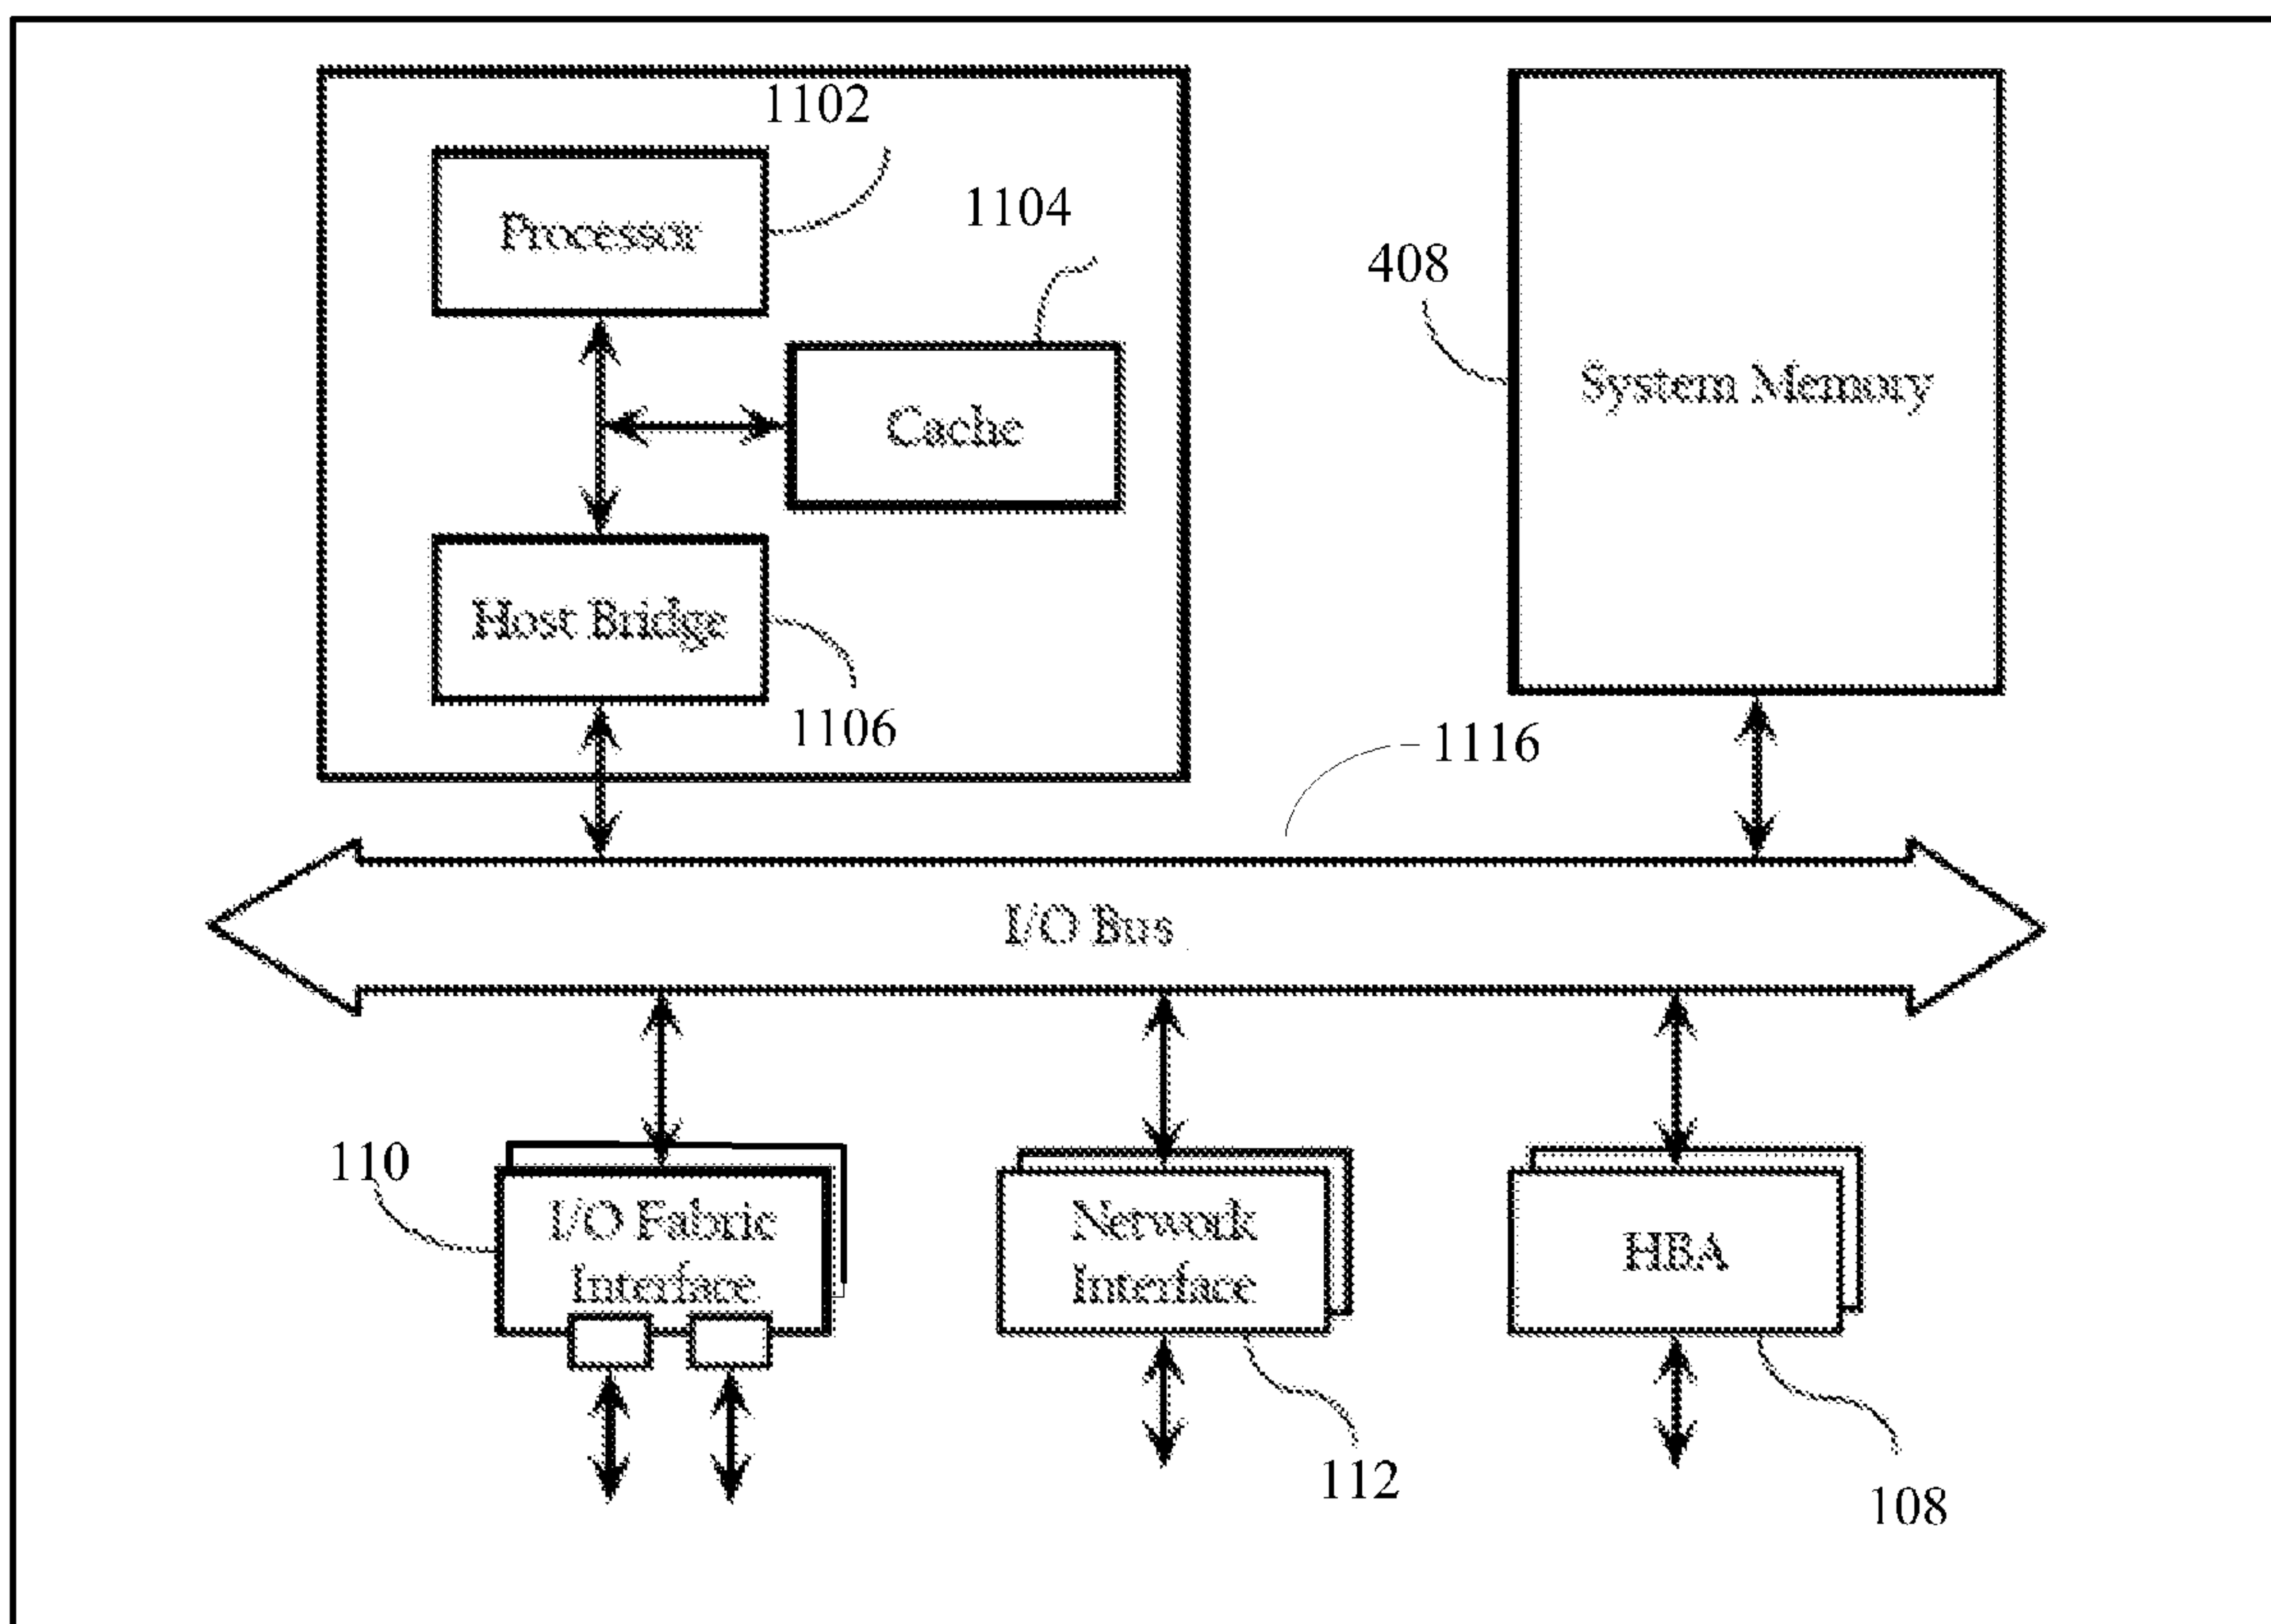 1102
Processor
1104
Cache
408
System Memory
Host Bridge
1106
1116
I/O Bus
110
I/O Fabric
Interface
Network
Interface
HBA
112
108